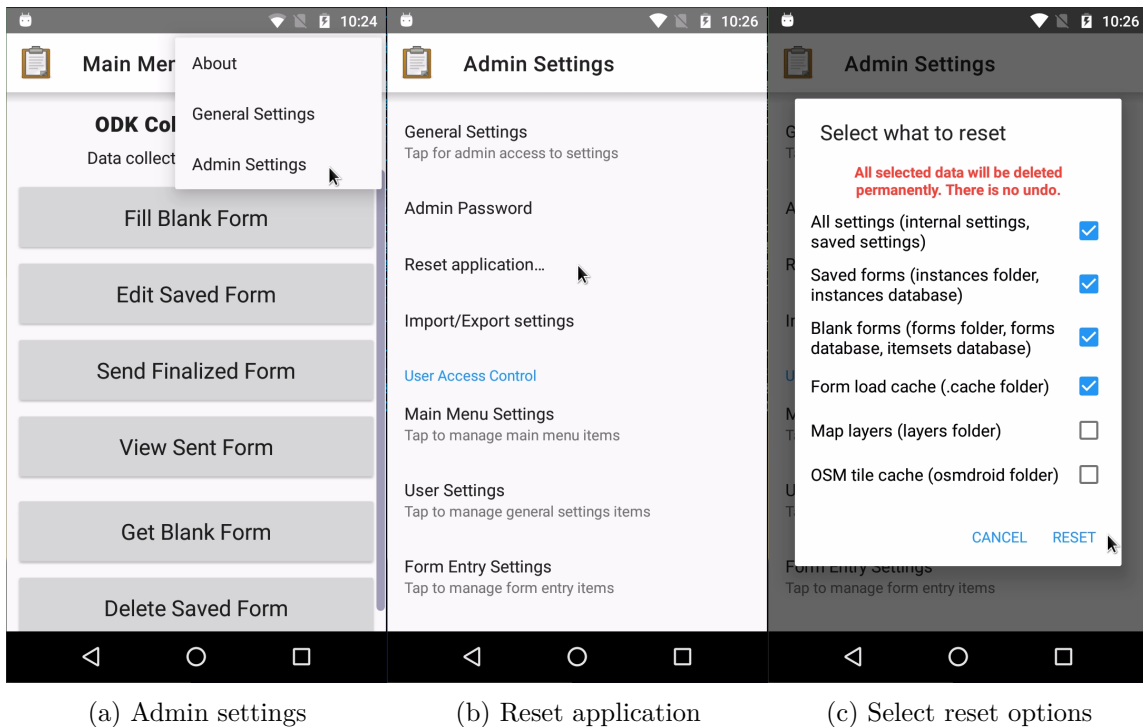 10:24
Main Mer
About
General Settings
Admin Settings
ODK Col
Data collect
Fill Blank Form
Edit Saved Form
Send Finalized Form
View Sent Form
Get Blank Form
Delete Saved Form
(a) Admin settings
10:26
Admin Settings
General Settings
Tap for admin access to settings
Admin Password
Reset application...
Import/Export settings
User Access Control
Main Menu Settings
Tap to manage main menu items
User Settings
Tap to manage general settings items
Form Entry Settings
Tap to manage form entry items
(b) Reset application
10:26
Admin Settings
Select what to reset
All selected data will be deleted
permanently. There is no undo.
All settings (internal settings,
saved settings)
Saved forms (instances folder,
instances database)
Blank forms (forms folder, forms
database, itemsets database)
Form load cache (.cache folder)
Map layers (layers folder)
OSM tile cache (osmdroid folder)
CANCEL RESET
Form Entry Settings
Tap to manage form entry items
(c) Select reset options